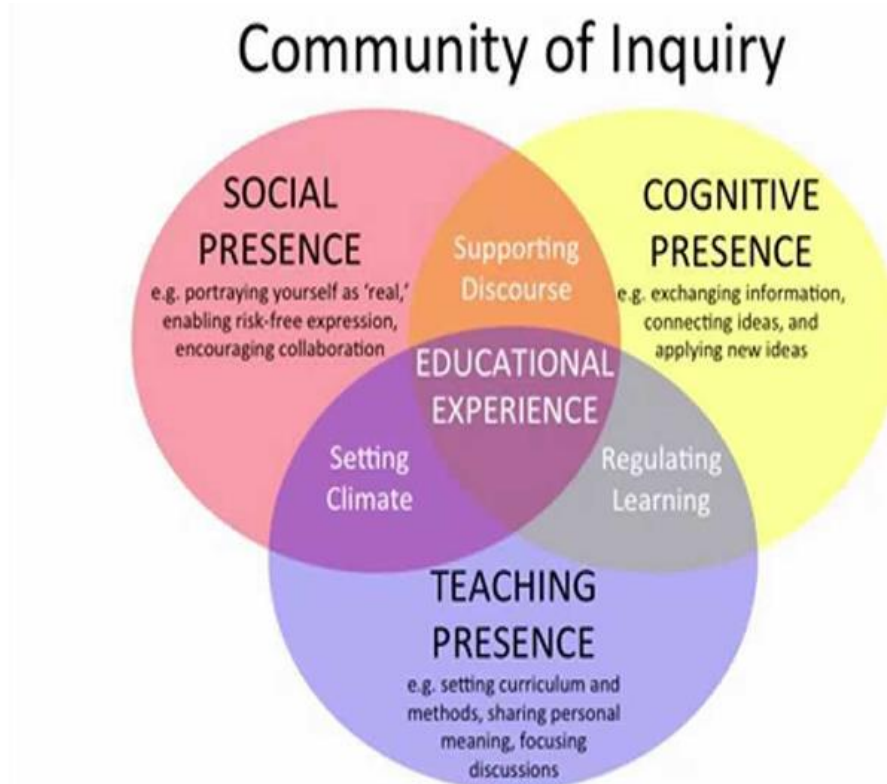 Community of Inquiry
SOCIAL
PRESENCE
e.g. portraying yourself as ‘real,’
enabling risk-free expression,
encouraging collaboration
Supporting
Discourse
COGNITIVE
PRESENCE
e.g. exchanging information,
connecting ideas, and
applying new ideas
EDUCATIONAL
EXPERIENCE
Setting
Climate
Regulating
Learning
TEACHING
PRESENCE
e.g. setting curriculum and
methods, sharing personal
meaning, focusing
discussions